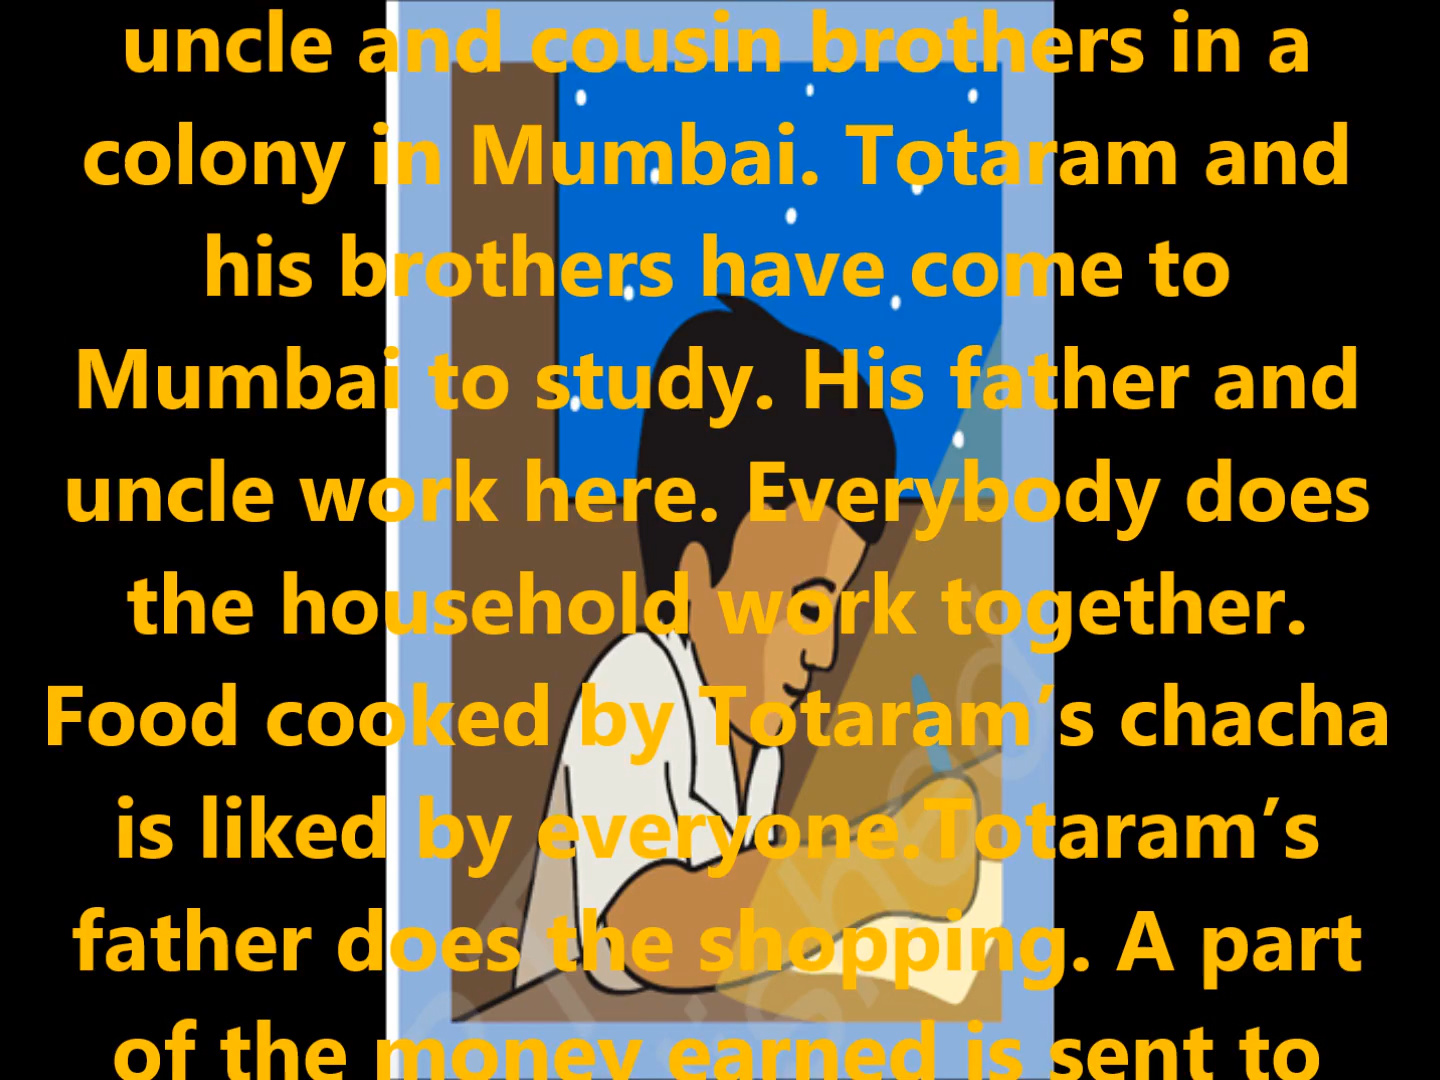 uncle and cousin brothers in a
colony in Mumbai. Totaram and
his brothers have come to
Mumbai to study. His father and
uncle work here. Everybody does
the household work together.
Food cooked by Totaram’s chacha
is liked by everyone.Totaram’s
father does the shopping. A part
of the money earned is sent to